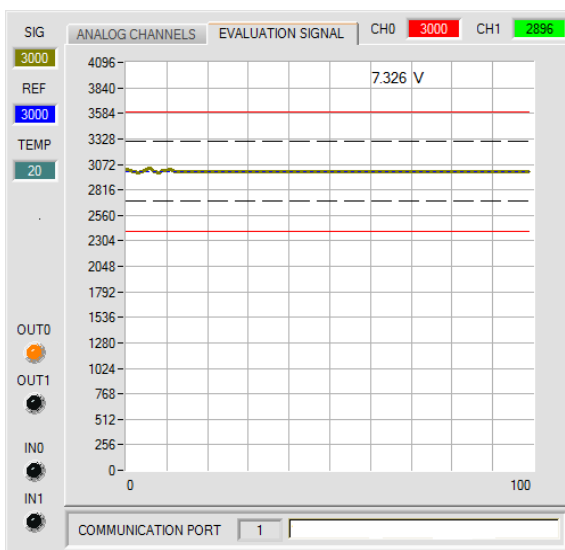 SIG
3000
REF
3000
TEMP
20
OUT0
OUT1
IN0
IN1
ANALOG CHANNELS
EVALUATION SIGNAL
CH0 3000
CH1 2896
7.326 V
4096
3840
3584
3328
3072
2816
2560
2304
2048
1792
1536
1280
1024
768
512
256
0
0 100
COMMUNICATION PORT 1